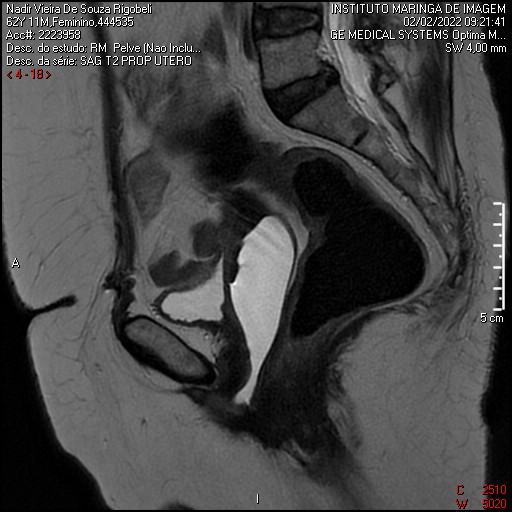 Nadir Vieira De Souza Rigobeli
62Y 11M,Feminino,444535
Acc#: 2223958
Desc. do estudo: RM  Pelve (Nao Inclu...
Desc. da série: SAG T2 PROP UTERO
<4 -18>
INSTITUTO MARINGA DE IMAGEM
02/02/2022 09:21:41
GE MEDICAL SYSTEMS Optima M...
SW 4,00 mm
A
5 cm
I
C 2510
W 5020